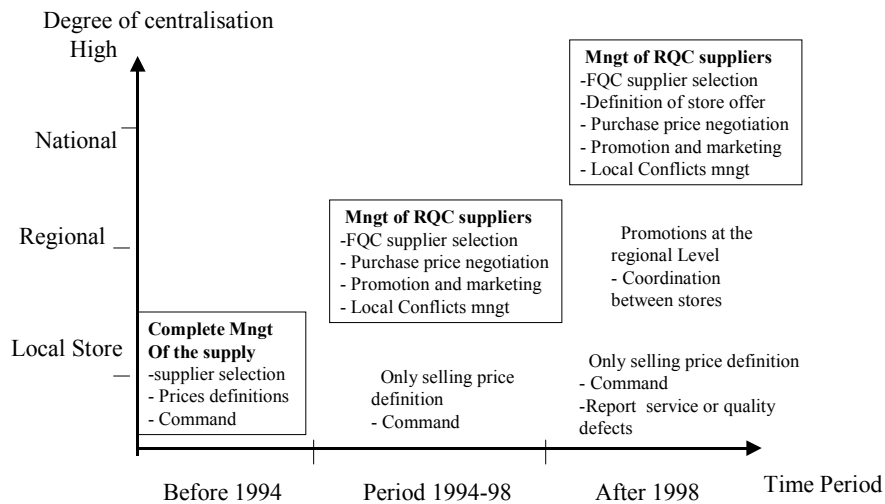 Degree of centralisation
High
National
Regional
Local Store
Complete Mngt
Of the supply
-supplier selection
- Prices definitions
- Command
Mngt of RQC suppliers
-FQC supplier selection
- Purchase price negotiation
- Promotion and marketing
- Local Conflicts mngt
Only selling price
definition
- Command
Mngt of RQC suppliers
-FQC supplier selection
-Definition of store offer
- Purchase price negotiation
- Promotion and marketing
- Local Conflicts mngt
Promotions at the
regional Level
- Coordination
between stores
Only selling price definition
- Command
-Report service or quality
defects
Before 1994
Period 1994-98
After 1998
Time Period